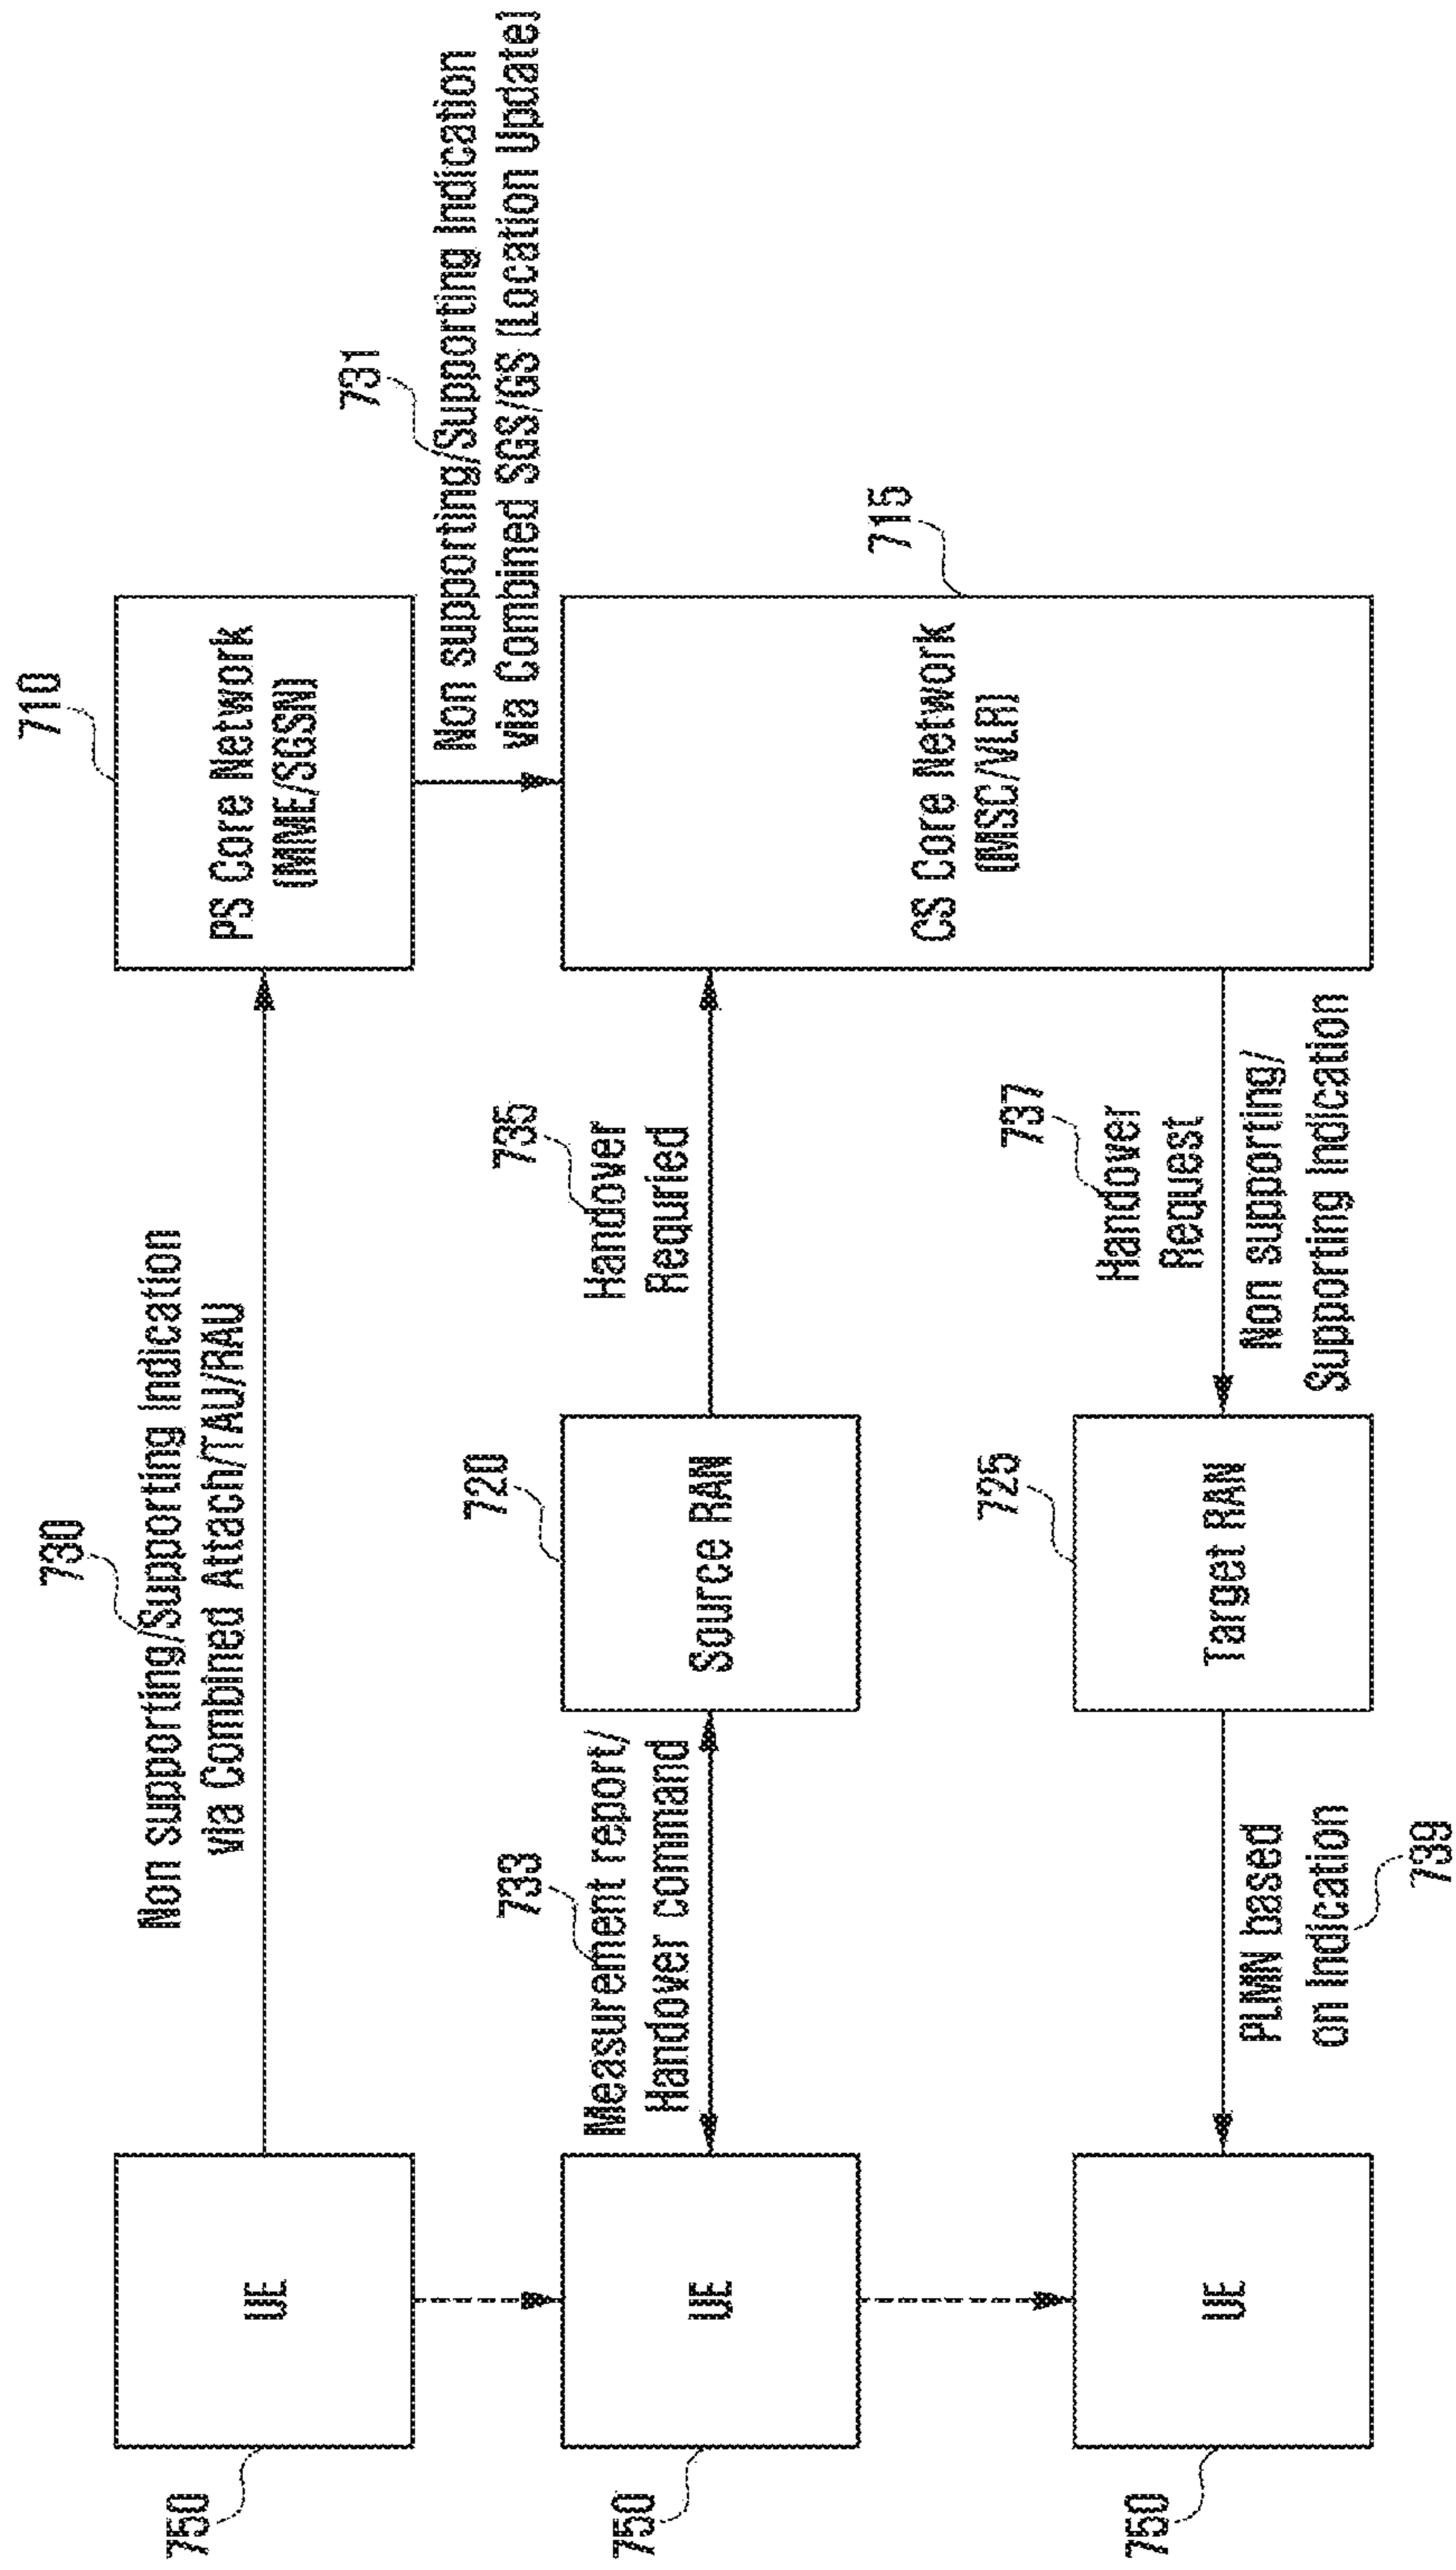 750
UE
730
Non supporting/Supporting Indication
via Combined Attach/TAU/RAU
710
PS Core Network
(MME/SGSN)
731
Non supporting/Supporting Indication
via Combined SGS/GS (Location Update)
750
UE
733
Measurement report/
Handover command
720
Source RAN
735
Handover
Requried
715
CS Core Network
(MSC/VLR)
750
UE
PLMN based
on Indication
739
725
Target RAN
737
Handover
Request
Non supporting/
Supporting Indication